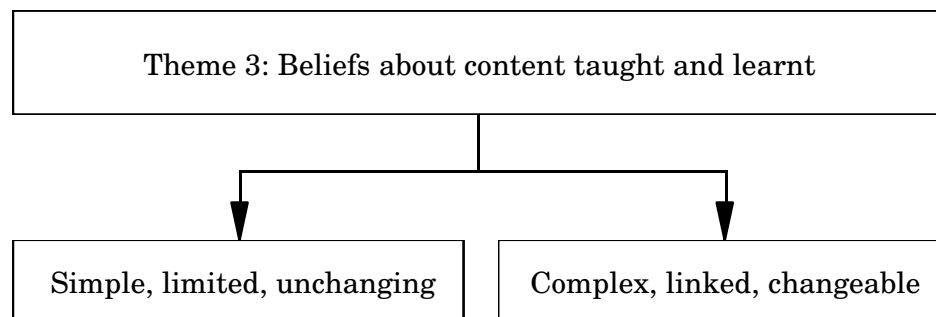 Theme 3: Beliefs about content taught and learnt
Simple, limited, unchanging
Complex, linked, changeable